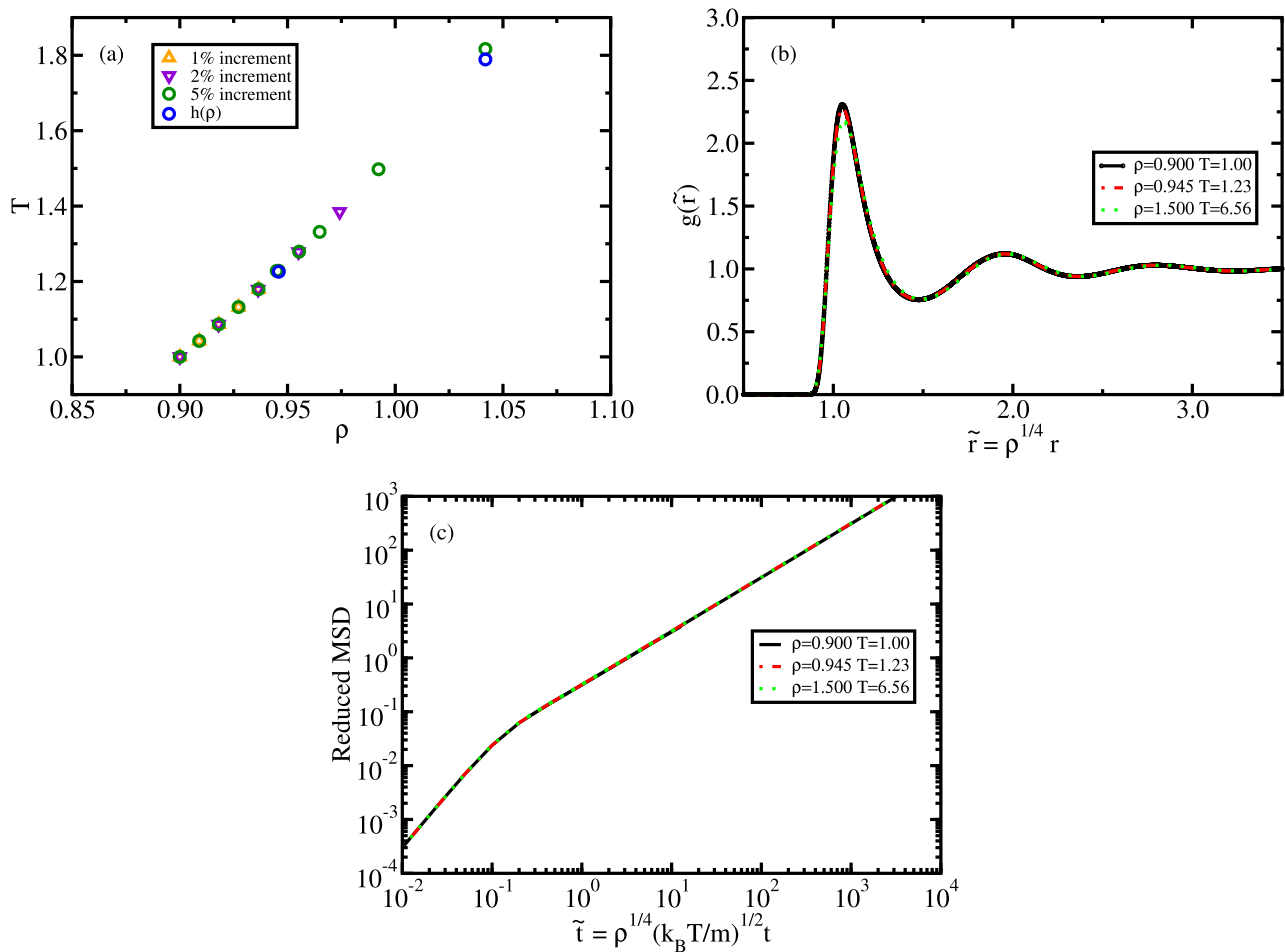 (a)
1% increment
2% increment
5% increment
h(ρ)
1.8
1.6
1.4
1.2
1.0
T
0.85
0.90
0.95
1.00
1.05
1.10
ρ
(b)
3.0
2.5
2.0
1.5
1.0
0.5
0.0
g(r̃)
ρ=0.900 T=1.00
ρ=0.945 T=1.23
ρ=1.500 T=6.56
1.0
2.0
3.0
r̃ = ρ^{1/4} r
(c)
10^3
10^2
10^1
10^0
10^{-1}
10^{-2}
10^{-3}
10^{-4}
Reduced MSD
ρ=0.900 T=1.00
ρ=0.945 T=1.23
ρ=1.500 T=6.56
10^{-2}
10^{-1}
10^0
10^1
10^2
10^3
10^4
t̃ = ρ^{1/4}(k_BT/m)^{1/2}t